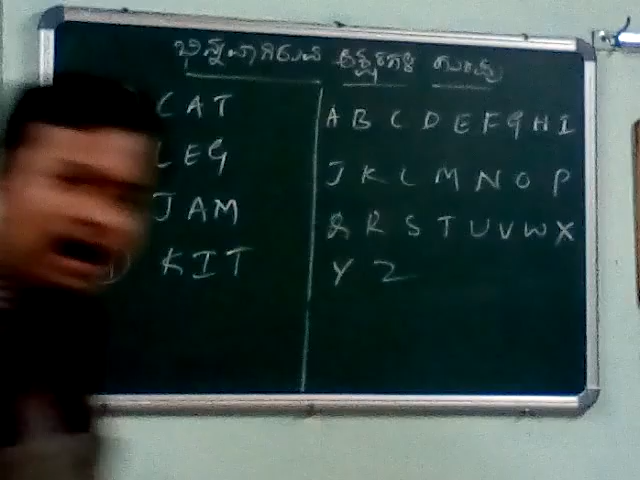 CAT
LEG
JAM
KIT
A B C D E F G H I
J K L M N O P
Q R S T U V W X
Y Z